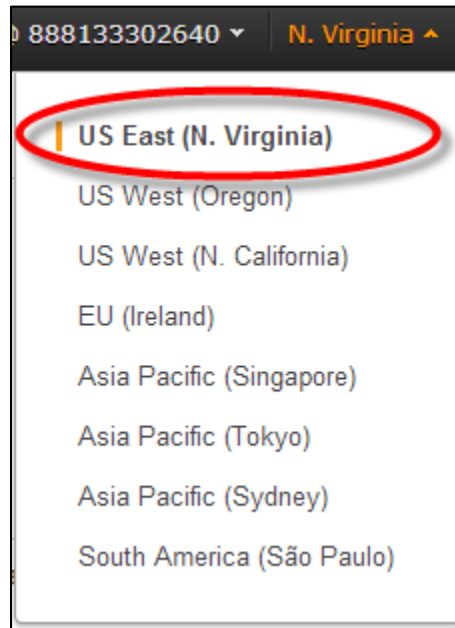 888133302640 N. Virginia
US East (N. Virginia)
US West (Oregon)
US West (N. California)
EU (Ireland)
Asia Pacific (Singapore)
Asia Pacific (Tokyo)
Asia Pacific (Sydney)
South America (São Paulo)